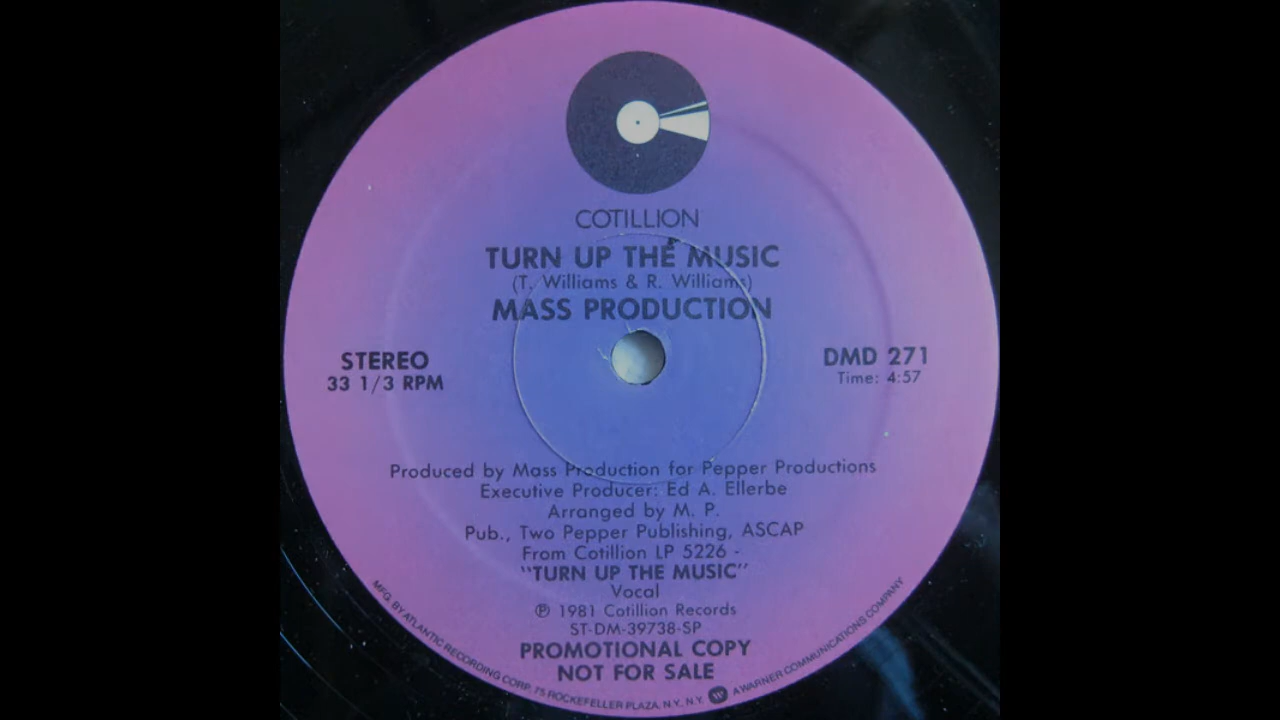 COTILLION
TURN UP THE MUSIC
(T. Williams & R. Williams)
MASS PRODUCTION
STEREO
33 1/3 RPM
DMD 271
Time: 4:57
Produced by Mass Production for Pepper Productions
Executive Producer: Ed A. Ellerbe
Arranged by M. P.
Pub., Two Pepper Publishing, ASCAP
From Cotillion LP 5226 -
"TURN UP THE MUSIC"
Vocal
℗ 1981 Cotillion Records
ST-DM-39738-SP
PROMOTIONAL COPY
NOT FOR SALE
MFG. BY ATLANTIC RECORDING CORP. 75 ROCKEFELLER PLAZA, N.Y., N.Y. W A WARNER COMMUNICATIONS COMPANY